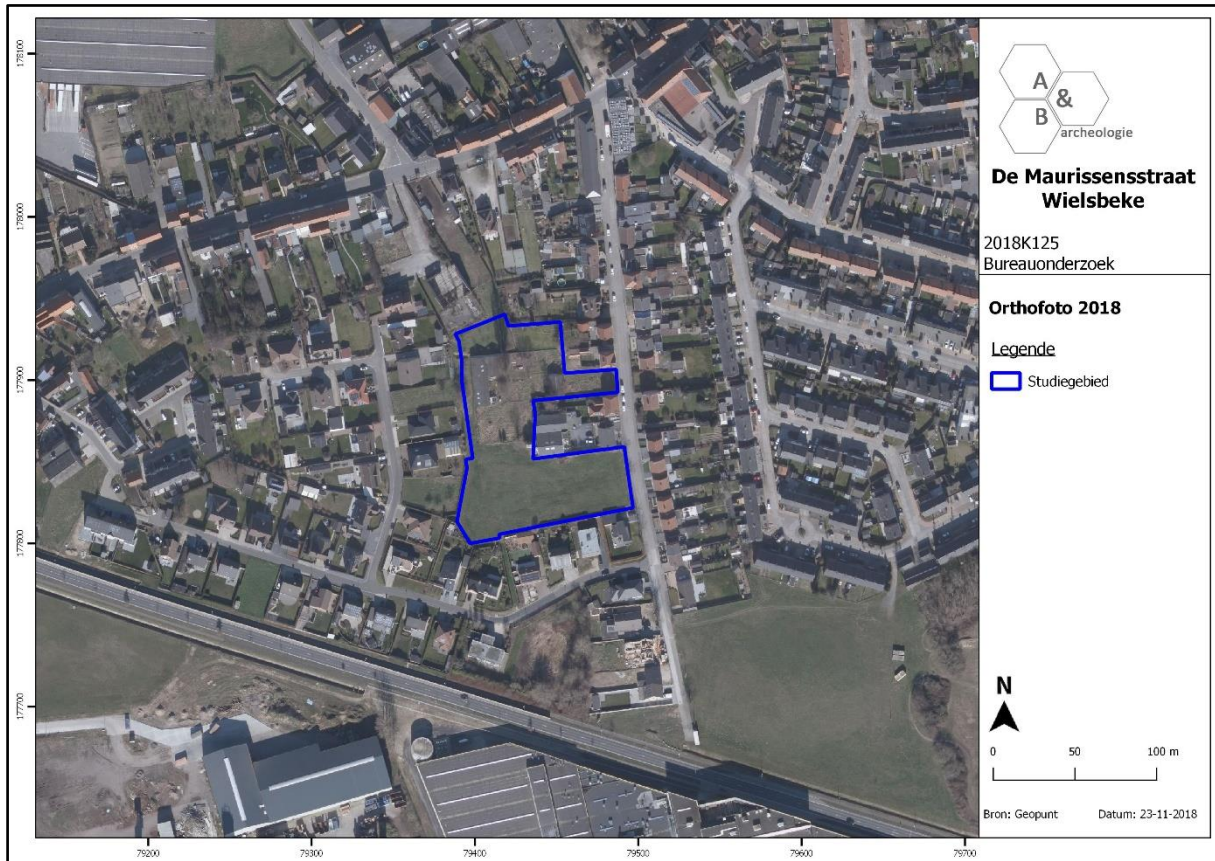 A
&
B
archeologie
De Maurissensstraat
Wielsbeke
2018K125
Bureauonderzoek
Orthofoto 2018
Legende
Studiegebied
N
0 50 100 m
Bron: Geopunt Datum: 23-11-2018
178100
178000
177900
177800
177700
79200 79300 79400 79500 79600 79700